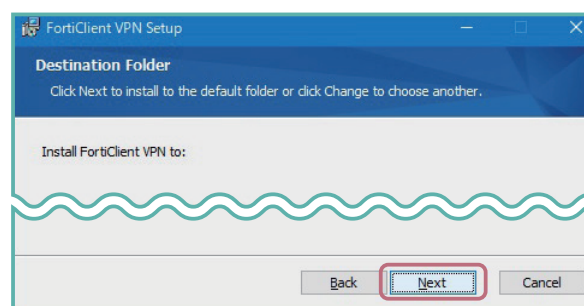 FortiClient VPN Setup
Destination Folder
Click Next to install to the default folder or click Change to choose another.
Install FortiClient VPN to:
Back
Next
Cancel